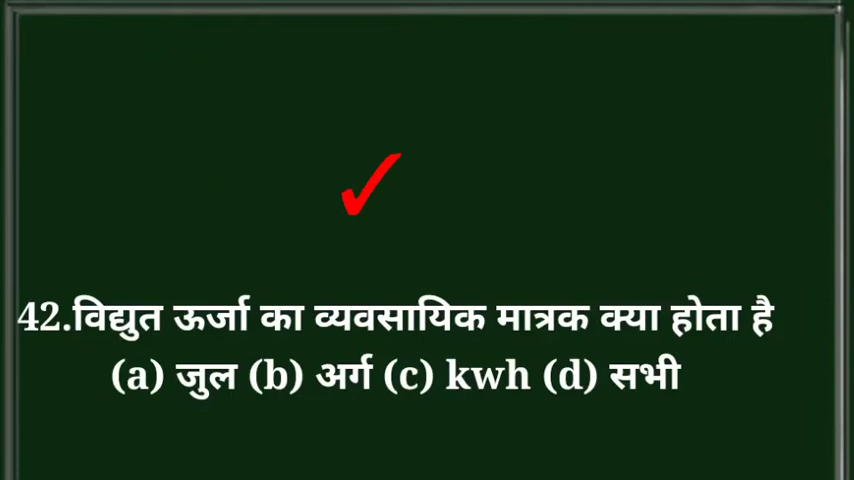 42.विद्युत ऊर्जा का व्यवसायिक मात्रक क्या होता है
(a) जुल (b) अर्ग (c) kwh (d) सभी